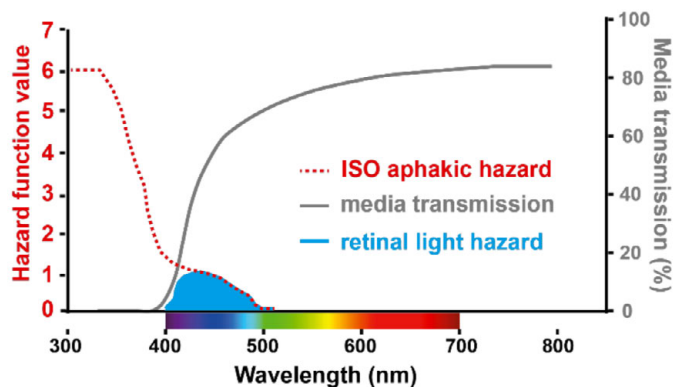 7
6
5
4
3
2
1
0
Hazard function value
100
80
60
40
20
0
Media transmission (%)
ISO aphakic hazard
media transmission
retinal light hazard
300 400 500 600 700 800
Wavelength (nm)